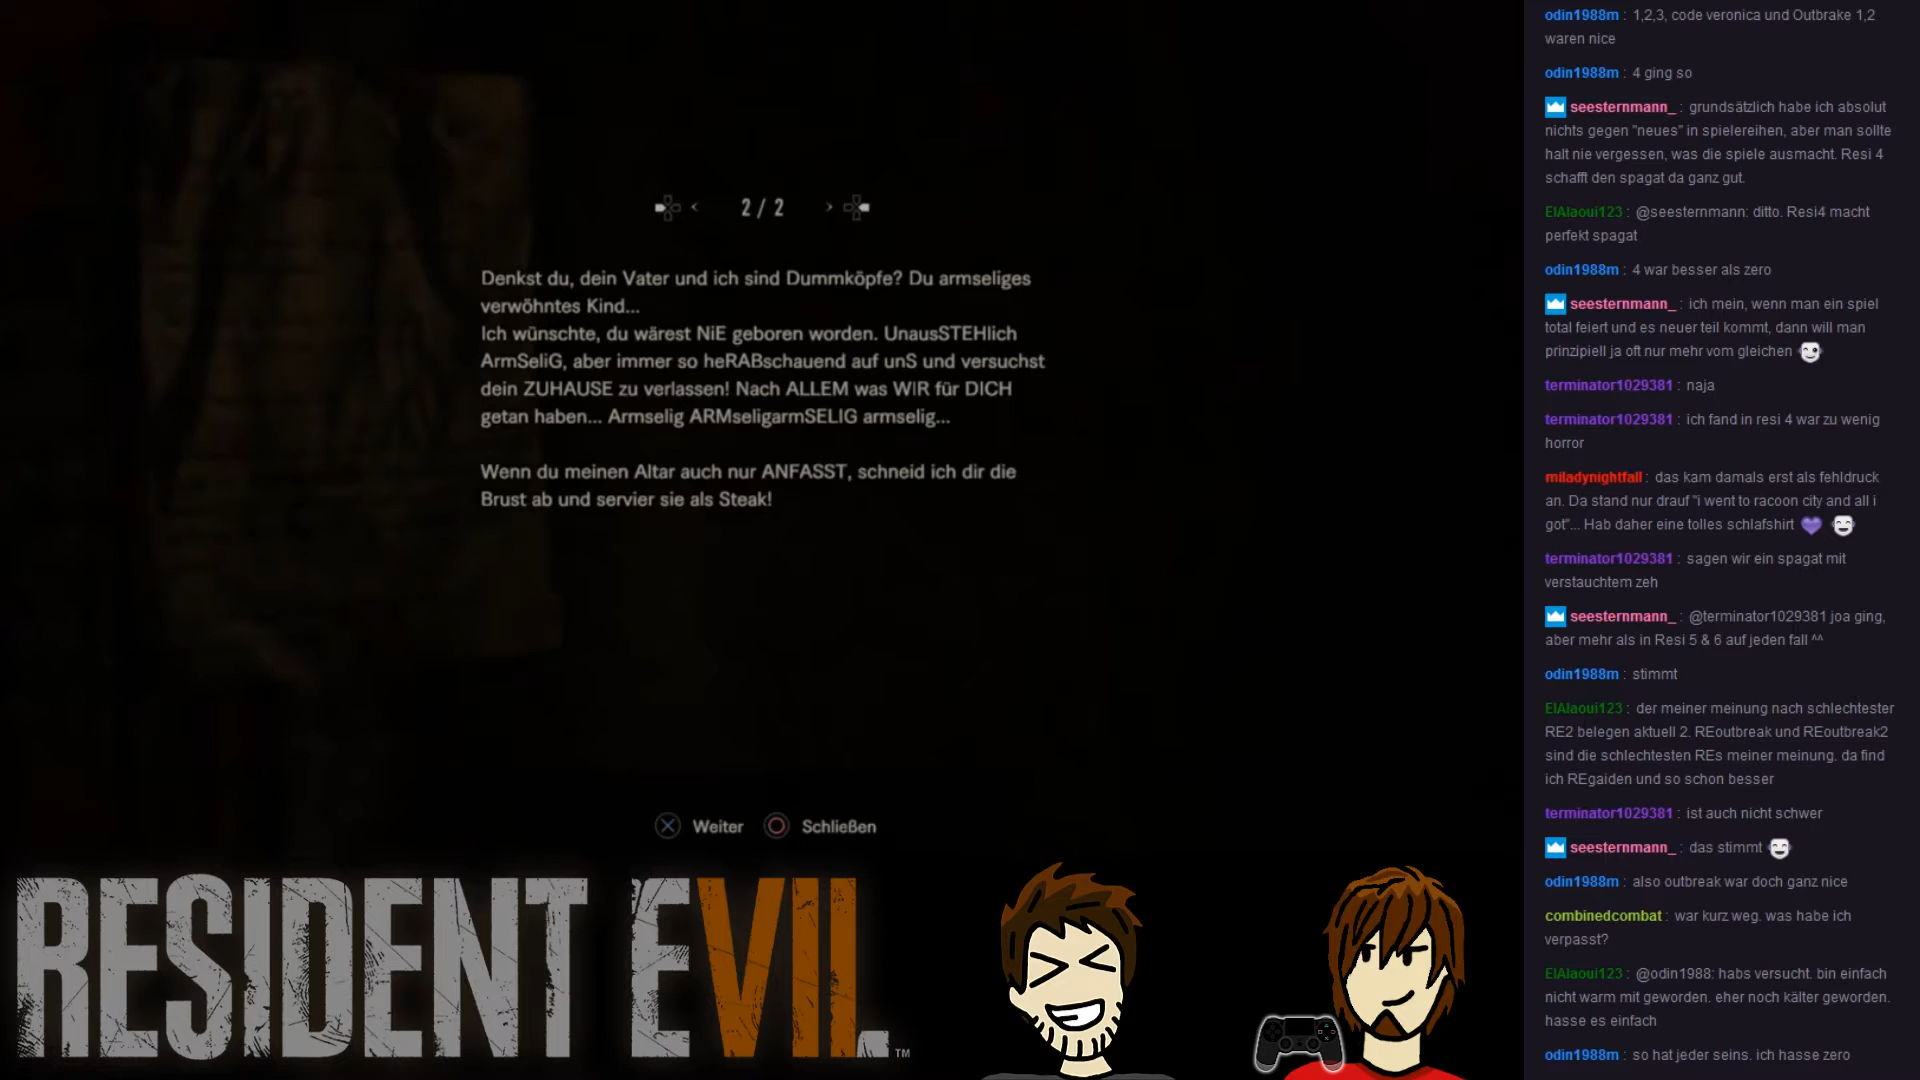 2 / 2
Denkst du, dein Vater und ich sind Dummköpfe? Du armseliges
verwöhntes Kind...
Ich wünschte, du wärest NiE geboren worden. UnausSTEHlich
ArmSeliG, aber immer so heRABschauend auf unS und versuchst
dein ZUHAUSE zu verlassen! Nach ALLEM was WIR für DICH
getan haben... Armselig ARMseligarmSELIG armselig...
Wenn du meinen Altar auch nur ANFASST, schneid ich dir die
Brust ab und servier sie als Steak!
Weiter Schließen
RESIDENT EVII.™
odin1988m : 1,2,3, code veronica und Outbrake 1,2
waren nice
odin1988m : 4 ging so
seesternmann_ : grundsätzlich habe ich absolut
nichts gegen "neues" in spielereihen, aber man sollte
halt nie vergessen, was die spiele ausmacht. Resi 4
schafft den spagat da ganz gut.
ElAlaoui123 : @seesternmann: ditto. Resi4 macht
perfekt spagat
odin1988m : 4 war besser als zero
seesternmann_ : ich mein, wenn man ein spiel
total feiert und es neuer teil kommt, dann will man
prinzipiell ja oft nur mehr vom gleichen
terminator1029381 : naja
terminator1029381 : ich fand in resi 4 war zu wenig
horror
miladynightfall : das kam damals erst als fehldruck
an. Da stand nur drauf "i went to racoon city and all i
got"... Hab daher eine tolles schlafshirt
terminator1029381 : sagen wir ein spagat mit
verstauchtem zeh
seesternmann_ : @terminator1029381 joa ging,
aber mehr als in Resi 5 & 6 auf jeden fall ^^
odin1988m : stimmt
ElAlaoui123 : der meiner meinung nach schlechtester
RE2 belegen aktuell 2. REoutbreak und REoutbreak2
sind die schlechtesten REs meiner meinung. da find
ich REgaiden und so schon besser
terminator1029381 : ist auch nicht schwer
seesternmann_ : das stimmt
odin1988m : also outbreak war doch ganz nice
combinedcombat : war kurz weg. was habe ich
verpasst?
ElAlaoui123 : @odin1988: habs versucht. bin einfach
nicht warm mit geworden. eher noch kälter geworden.
hasse es einfach
odin1988m : so hat jeder seins. ich hasse zero